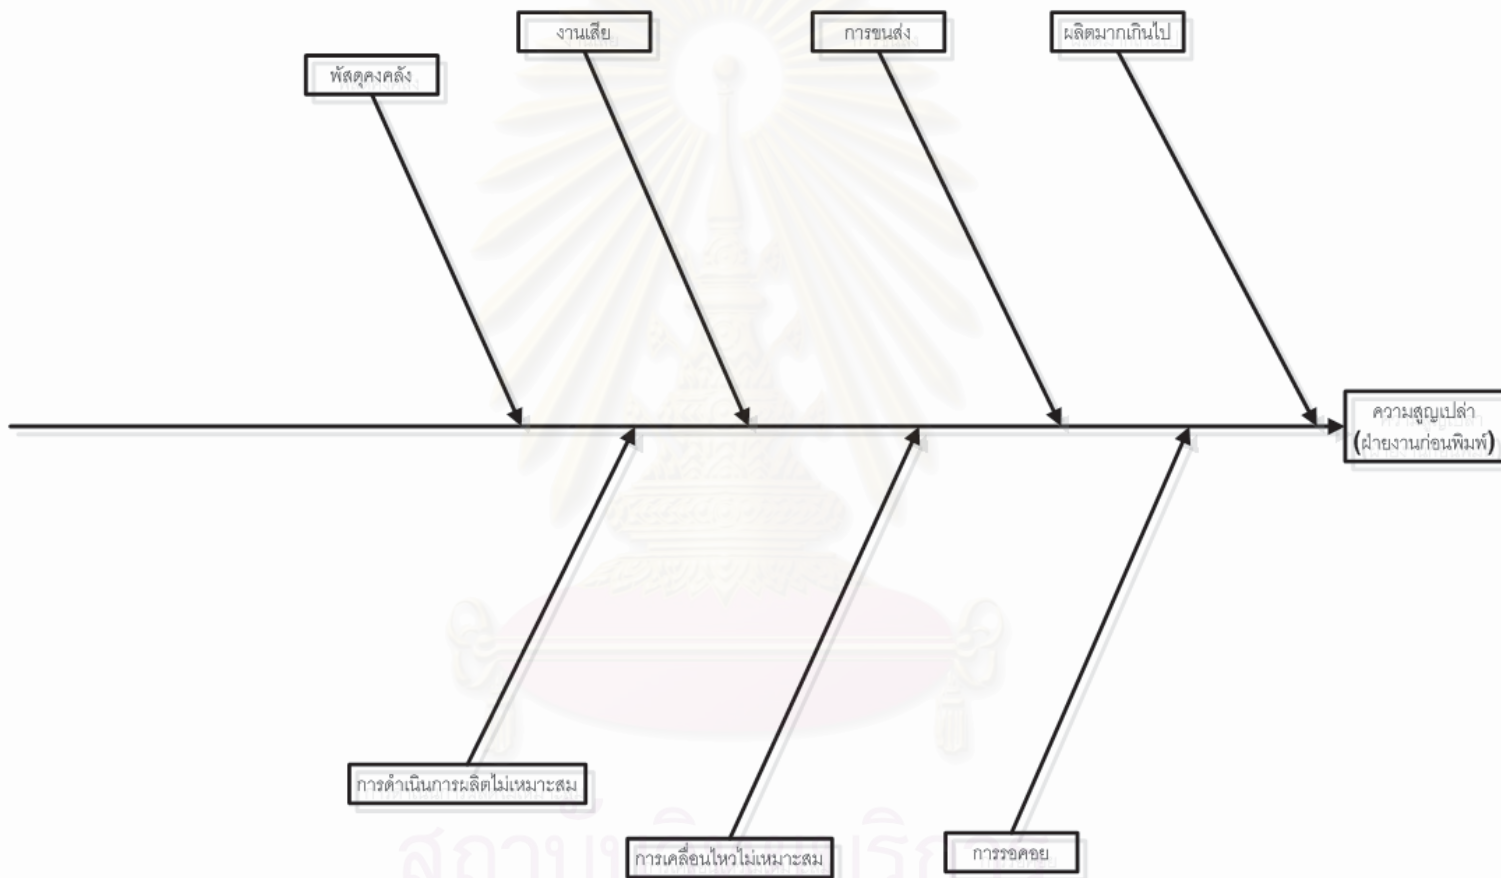 งานเสีย
การขนส่ง
ผลิตมากเกินไป
พัสดุคงคลัง
ความสูญเปล่า
(ฝ่ายงานก่อนพิมพ์)
การดำเนินการผลิตไม่เหมาะสม
การเคลื่อนไหวไม่เหมาะสม
การรอคอย